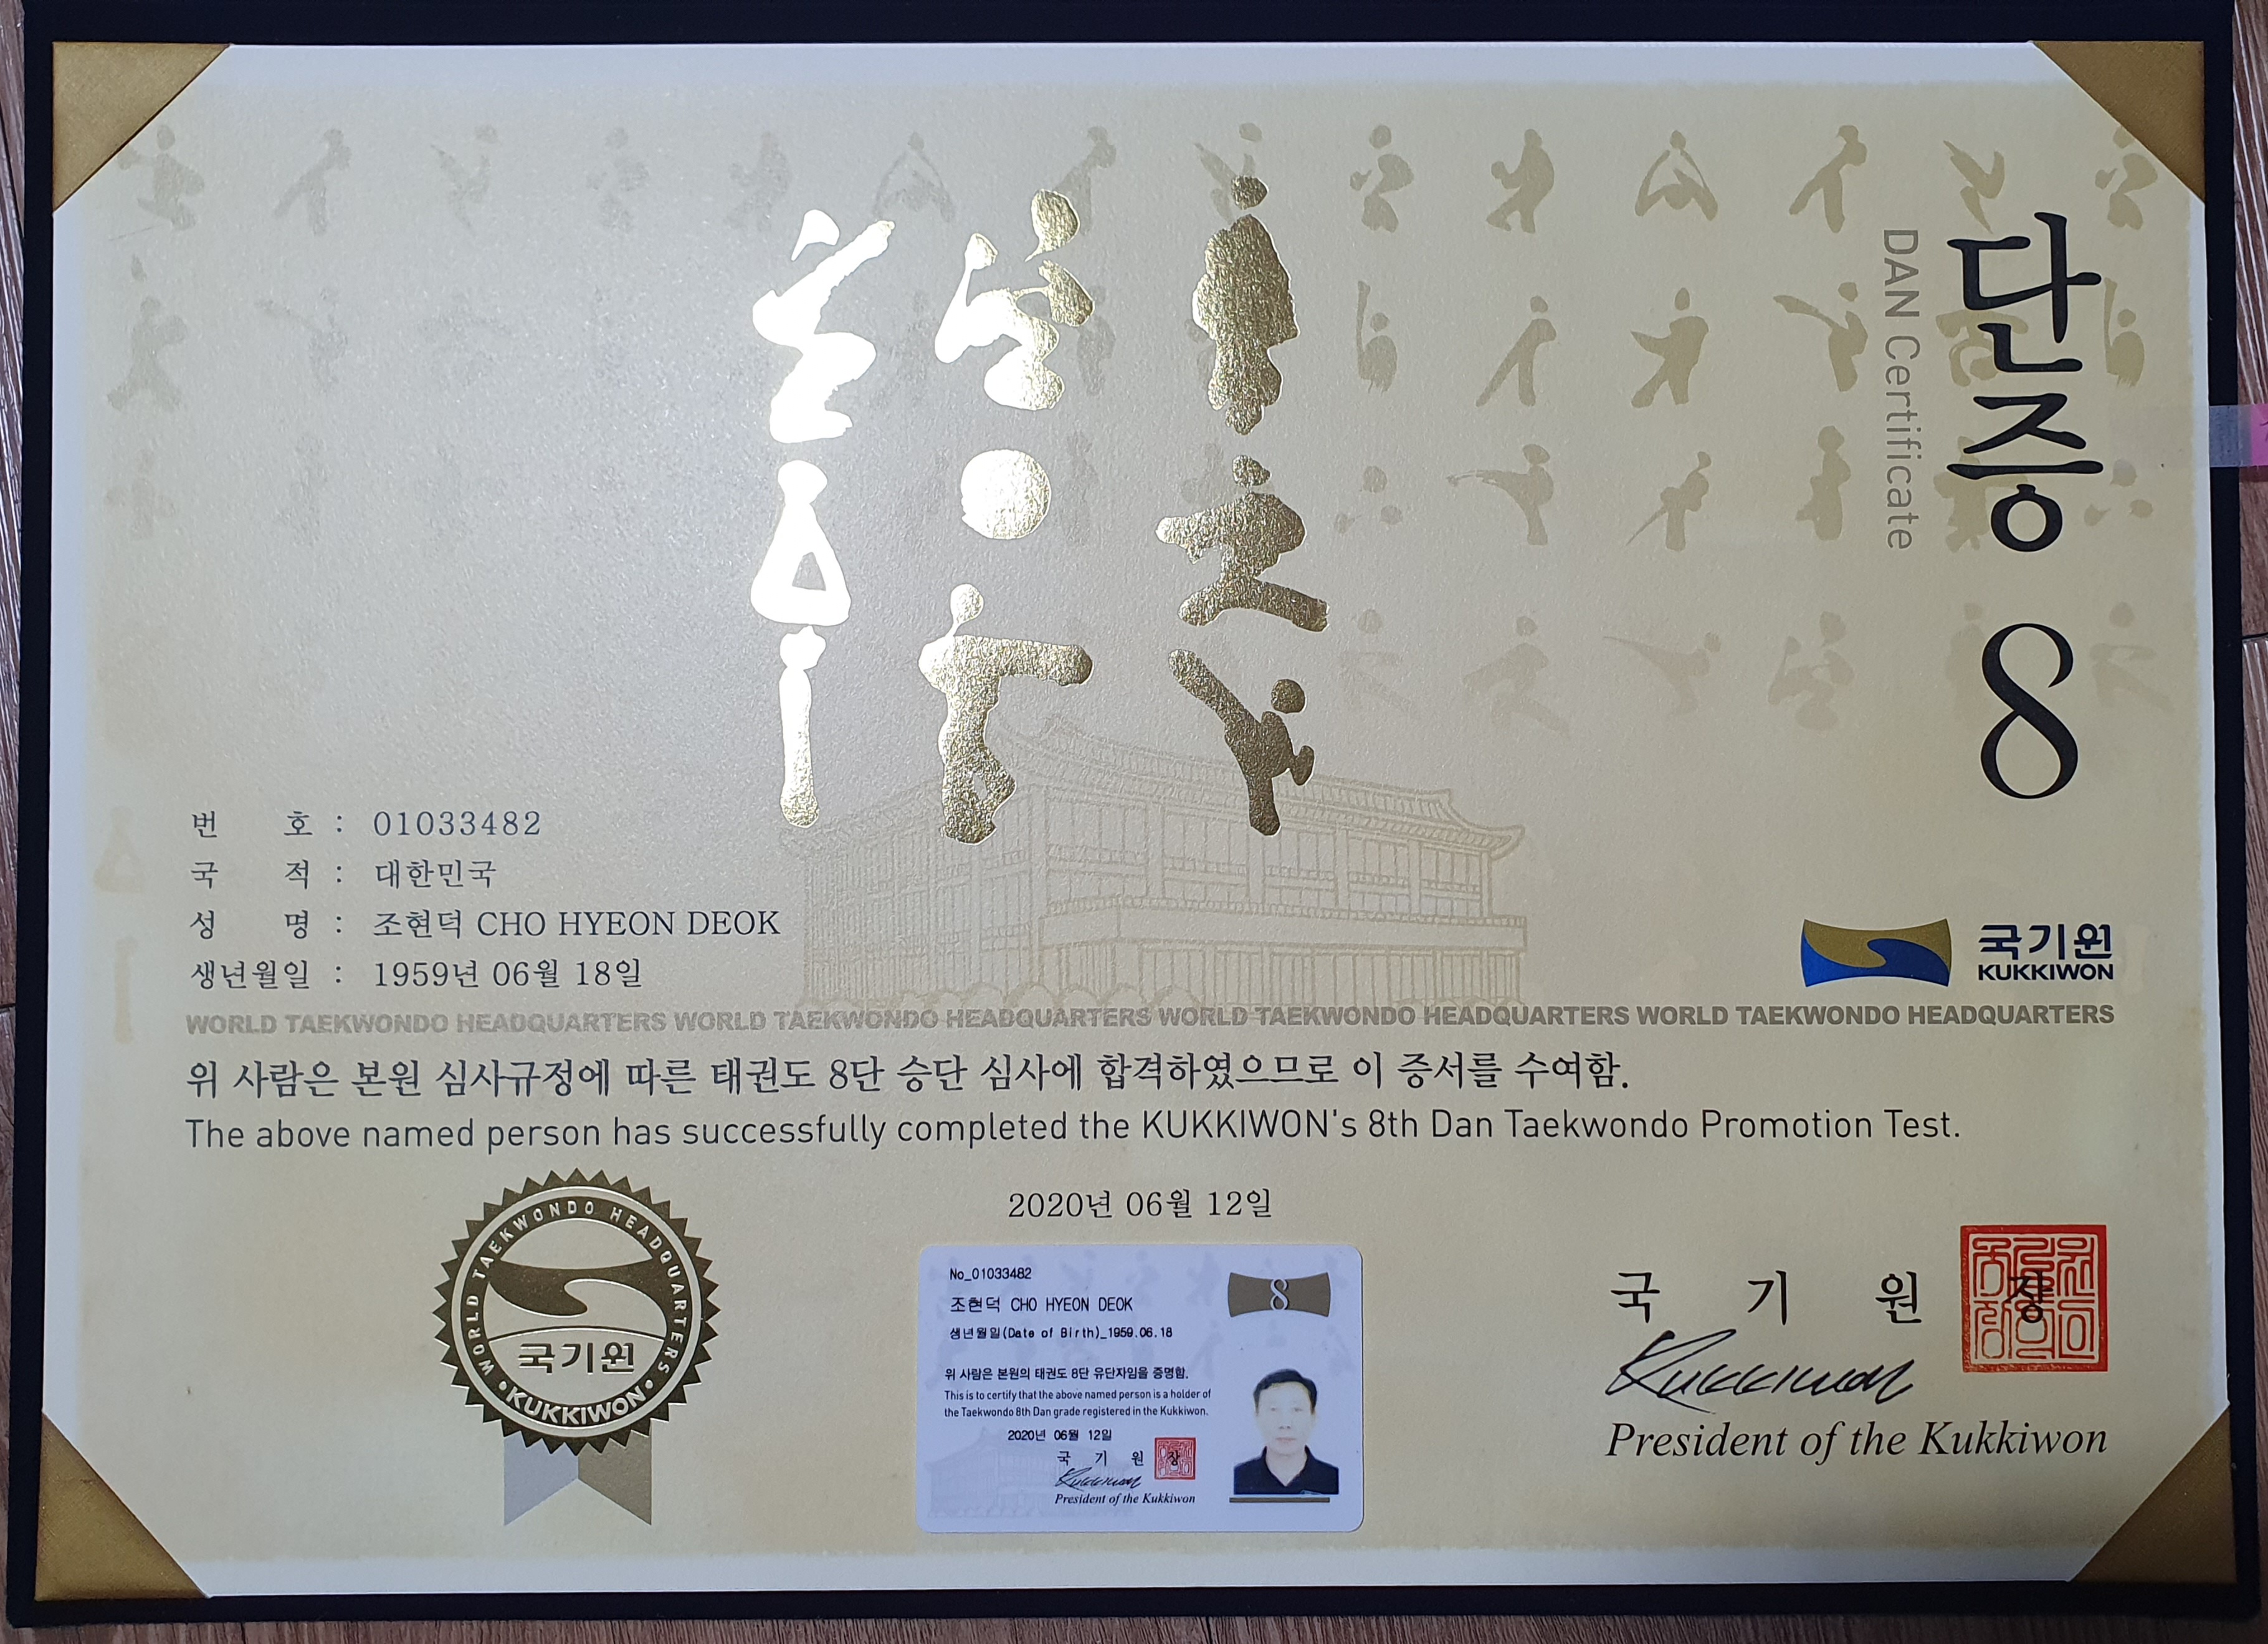 단증 8
DAN Certificate
번 호 : 01033482
국 적 : 대한민국
성 명 : 조현덕 CHO HYEON DEOK
생년월일 : 1959년 06월 18일
국기원
KUKKIWON
WORLD TAEKWONDO HEADQUARTERS WORLD TAEKWONDO HEADQUARTERS WORLD TAEKWONDO HEADQUARTERS WORLD TAEKWONDO HEADQUARTERS
위 사람은 본원 심사규정에 따른 태권도 8단 승단 심사에 합격하였으므로 이 증서를 수여함.
The above named person has successfully completed the KUKKIWON's 8th Dan Taekwondo Promotion Test.
2020년 06월 12일
WORLD TAEKWONDO HEADQUARTERS
국기원
KUKKIWON
No_01033482
8
조현덕 CHO HYEON DEOK
생년월일(Date of Birth)_1959.06.18
위 사람은 본원의 태권도 8단 유단자임을 증명함.
This is to certify that the above named person is a holder of
the Taekwondo 8th Dan grade registered in the Kukkiwon.
2020년 06월 12일
국 기 원 장
Kukkiwon
President of the Kukkiwon
국 기 원 장
Kukkiwon
President of the Kukkiwon